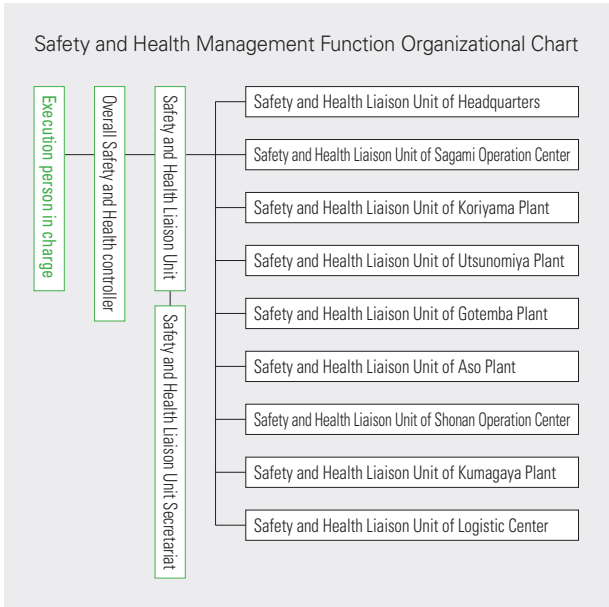 Safety and Health Management Function Organizational Chart
Execution person in charge
Overall Safety and Health controller
Safety and Health Liaison Unit
Safety and Health Liaison Unit Secretariat
Safety and Health Liaison Unit of Headquarters
Safety and Health Liaison Unit of Sagami Operation Center
Safety and Health Liaison Unit of Koriyama Plant
Safety and Health Liaison Unit of Utsunomiya Plant
Safety and Health Liaison Unit of Gotemba Plant
Safety and Health Liaison Unit of Aso Plant
Safety and Health Liaison Unit of Shonan Operation Center
Safety and Health Liaison Unit of Kumagaya Plant
Safety and Health Liaison Unit of Logistic Center